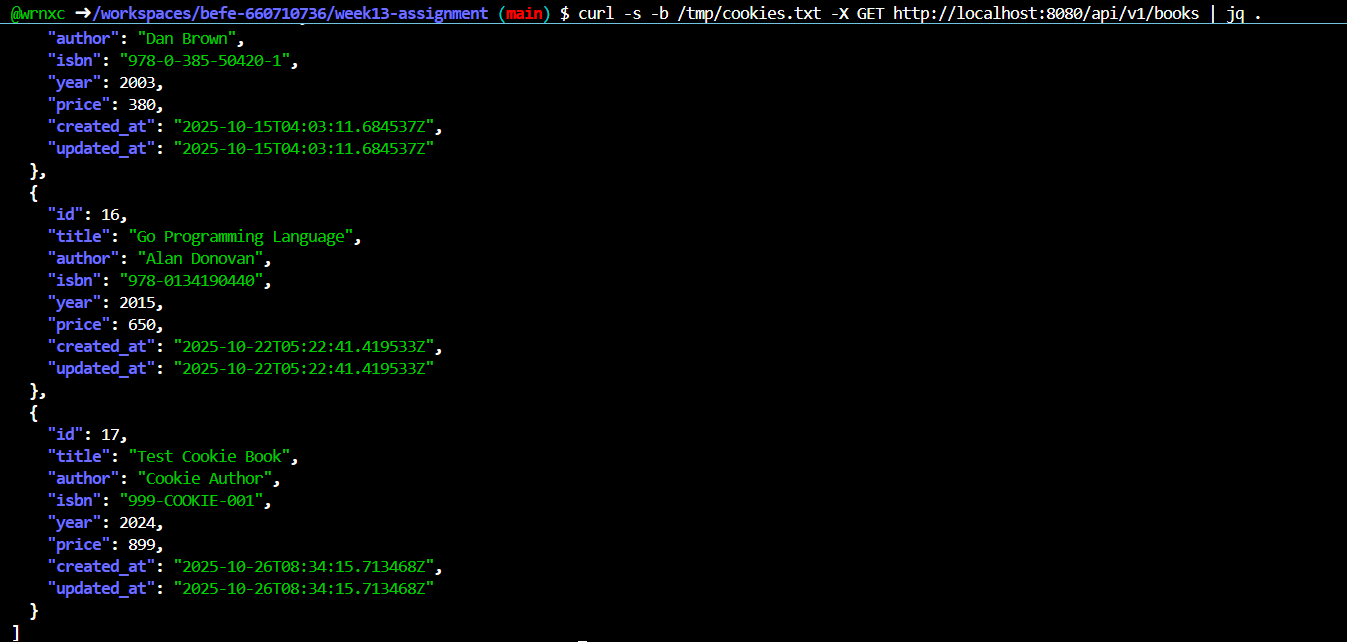 @wrnxc ➜/workspaces/befe-660710736/week13-assignment (main) $ curl -s -b /tmp/cookies.txt -X GET http://localhost:8080/api/v1/books | jq .
    "author": "Dan Brown",
    "isbn": "978-0-385-50420-1",
    "year": 2003,
    "price": 380,
    "created_at": "2025-10-15T04:03:11.684537Z",
    "updated_at": "2025-10-15T04:03:11.684537Z"
  },
  {
    "id": 16,
    "title": "Go Programming Language",
    "author": "Alan Donovan",
    "isbn": "978-0134190440",
    "year": 2015,
    "price": 650,
    "created_at": "2025-10-22T05:22:41.419533Z",
    "updated_at": "2025-10-22T05:22:41.419533Z"
  },
  {
    "id": 17,
    "title": "Test Cookie Book",
    "author": "Cookie Author",
    "isbn": "999-COOKIE-001",
    "year": 2024,
    "price": 899,
    "created_at": "2025-10-26T08:34:15.713468Z",
    "updated_at": "2025-10-26T08:34:15.713468Z"
  }
]